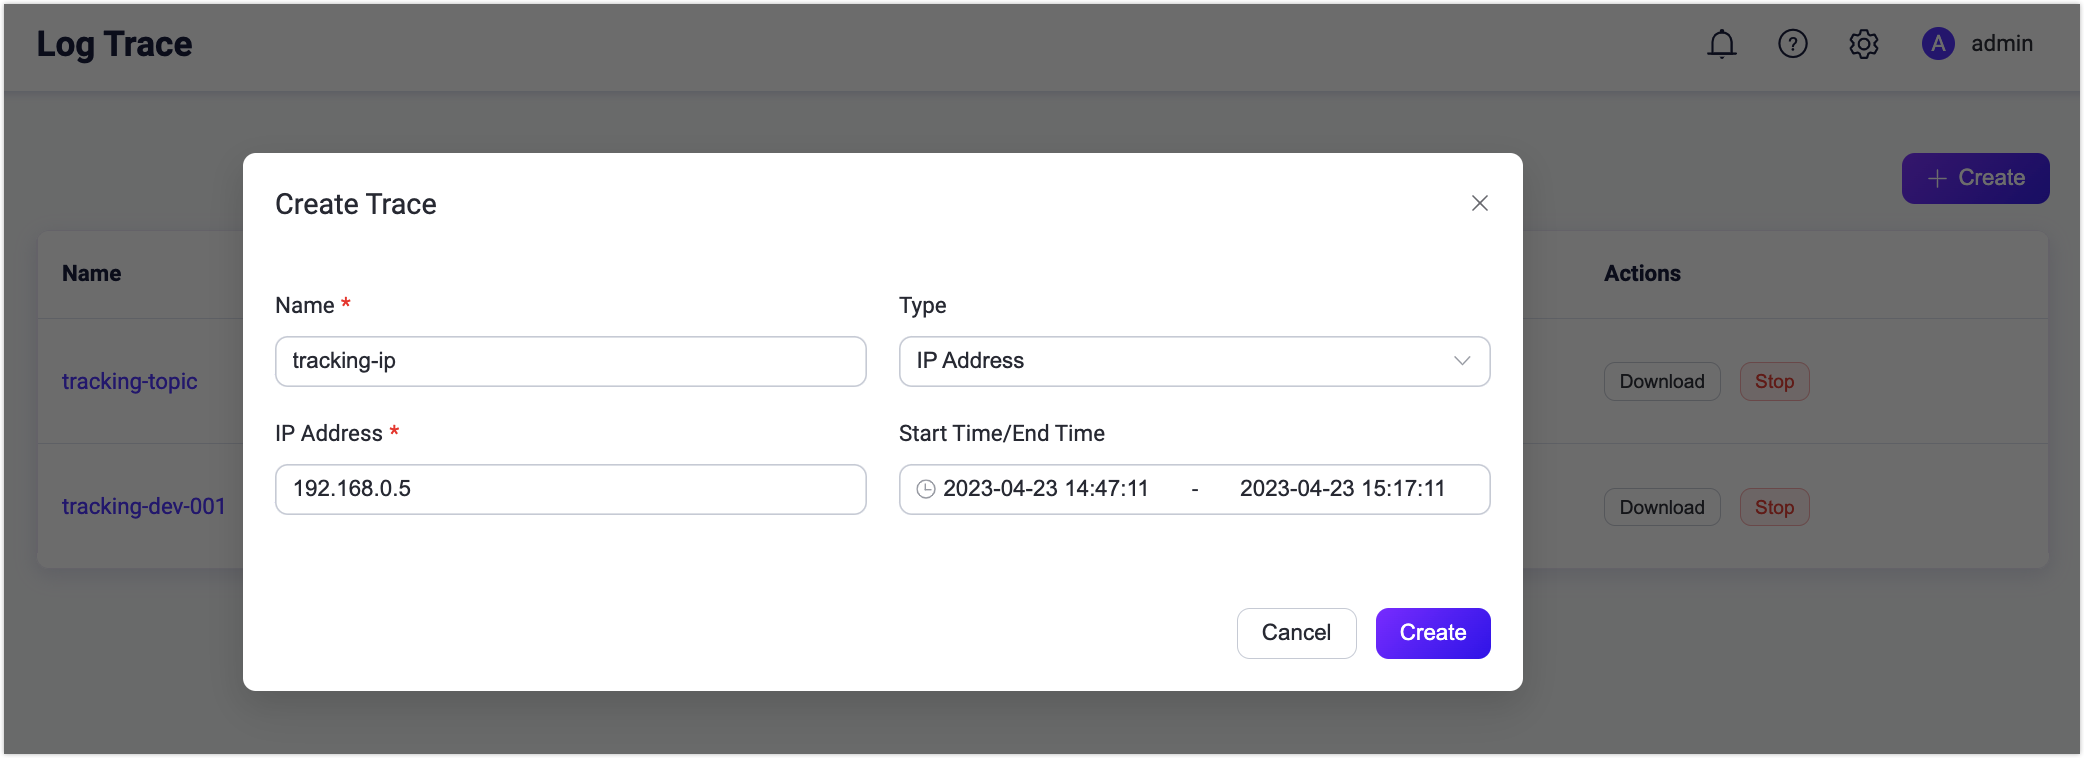 Log Trace
? A admin
+ Create
Create Trace
Name Actions
Name * Type
tracking-ip IP Address
tracking-topic Download Stop
IP Address * Start Time/End Time
192.168.0.5 2023-04-23 14:47:11 - 2023-04-23 15:17:11
tracking-dev-001 Download Stop
Cancel Create